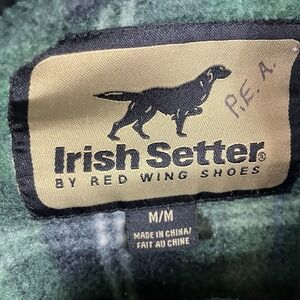 P.E.A.
Irish Setter®
BY RED WING SHOES
M/M
MADE IN CHINA/
FAIT AU CHINE